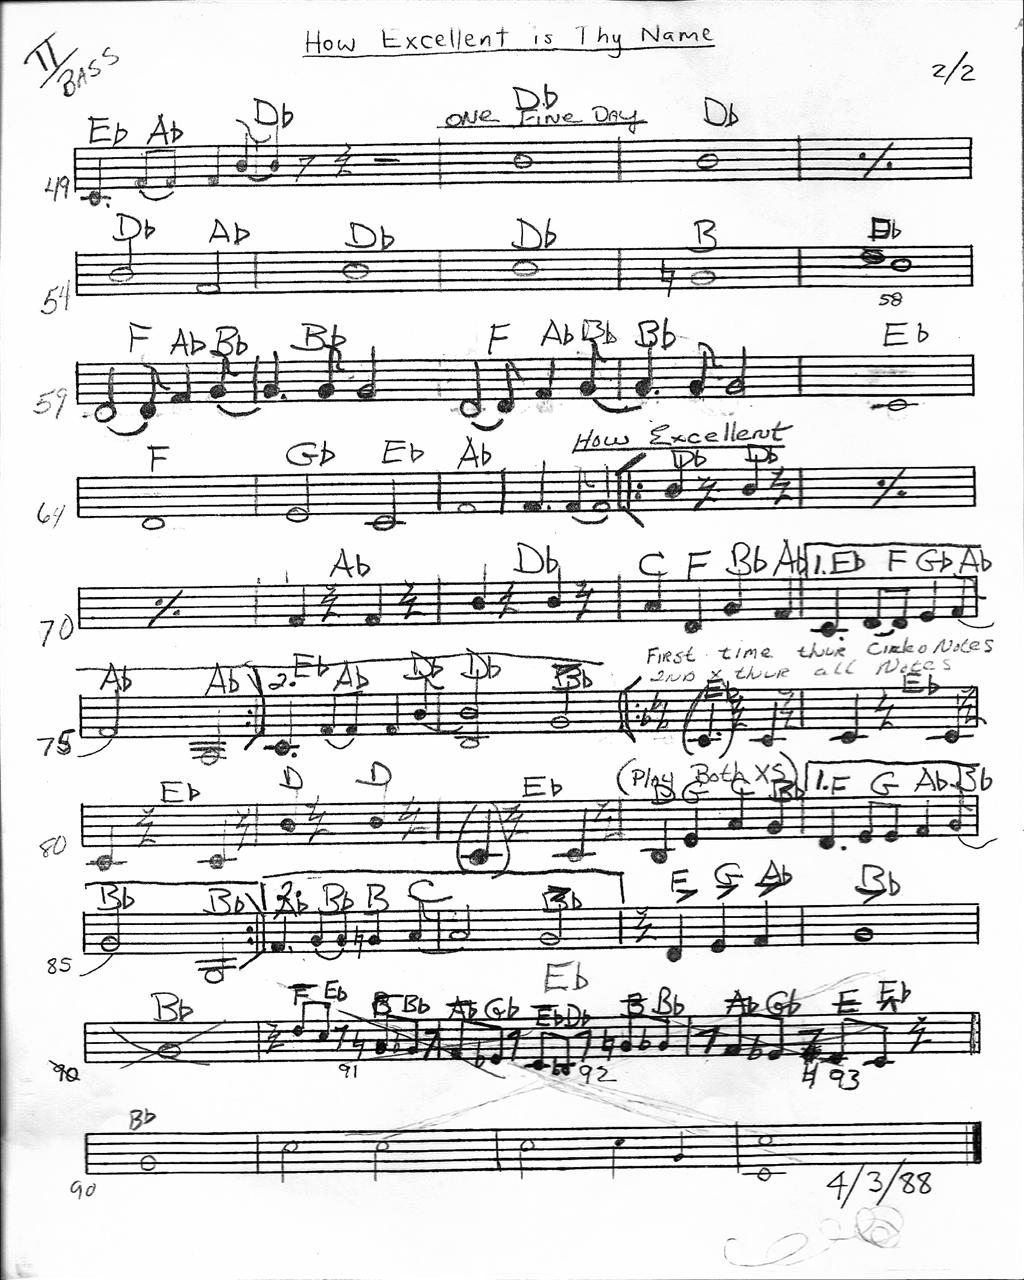 How Excellent is Thy Name
BASS
2/2
Eb Ab Db Db Db
ONE FINE DAY
49
Db Ab Db Db B Bb
54
58
F Ab Bb Bb F Ab Bb Bb Eb
59
How Excellent
F Gb Eb Ab Db Db
64
Ab Db C F Bb Ab 1. Eb F Gb Ab
70
First time thur Circled Notes
2ND x thur all Notes
Ab Ab 2. Eb Ab Db Db Bb Eb Eb
75
(Play Both XS)
Eb D D Eb D G C Bb 1. F G Ab Bb
80
Bb Bb 2. Ab Bb B C Bb F G Ab Bb
85
Eb
Bb F Eb B Bb Ab Gb Eb Db B Bb Ab Gb E Eb
90
91
92
93
Bb
90
4/3/88